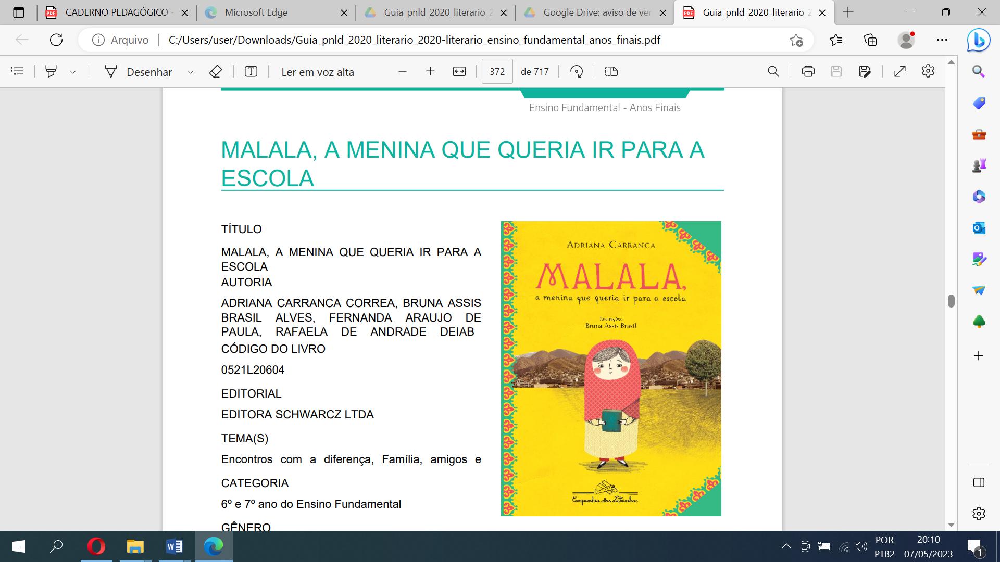 CADERNO PEDAGÓGICO -
Microsoft Edge
Guia_pnld_2020_literario_2
Google Drive: aviso de ver
Guia_pnld_2020_literario_2
Arquivo
C:/Users/user/Downloads/Guia_pnld_2020_literario_2020-literario_ensino_fundamental_anos_finais.pdf
Desenhar
Ler em voz alta
372 de 717
Ensino Fundamental - Anos Finais
MALALA, A MENINA QUE QUERIA IR PARA A
ESCOLA
TÍTULO
MALALA, A MENINA QUE QUERIA IR PARA A
ESCOLA
AUTORIA
ADRIANA CARRANCA CORREA, BRUNA ASSIS
BRASIL ALVES, FERNANDA ARAUJO DE
PAULA, RAFAELA DE ANDRADE DEIAB
CÓDIGO DO LIVRO
0521L20604
EDITORIAL
EDITORA SCHWARCZ LTDA
TEMA(S)
Encontros com a diferença, Família, amigos e
CATEGORIA
6º e 7º ano do Ensino Fundamental
GÊNERO
ADRIANA CARRANCA
MALALA,
a menina que queria ir para a escola
Ilustrações
Bruna Assis Brasil
Companhia das Letrinhas
POR
PTB2
20:10
07/05/2023
1